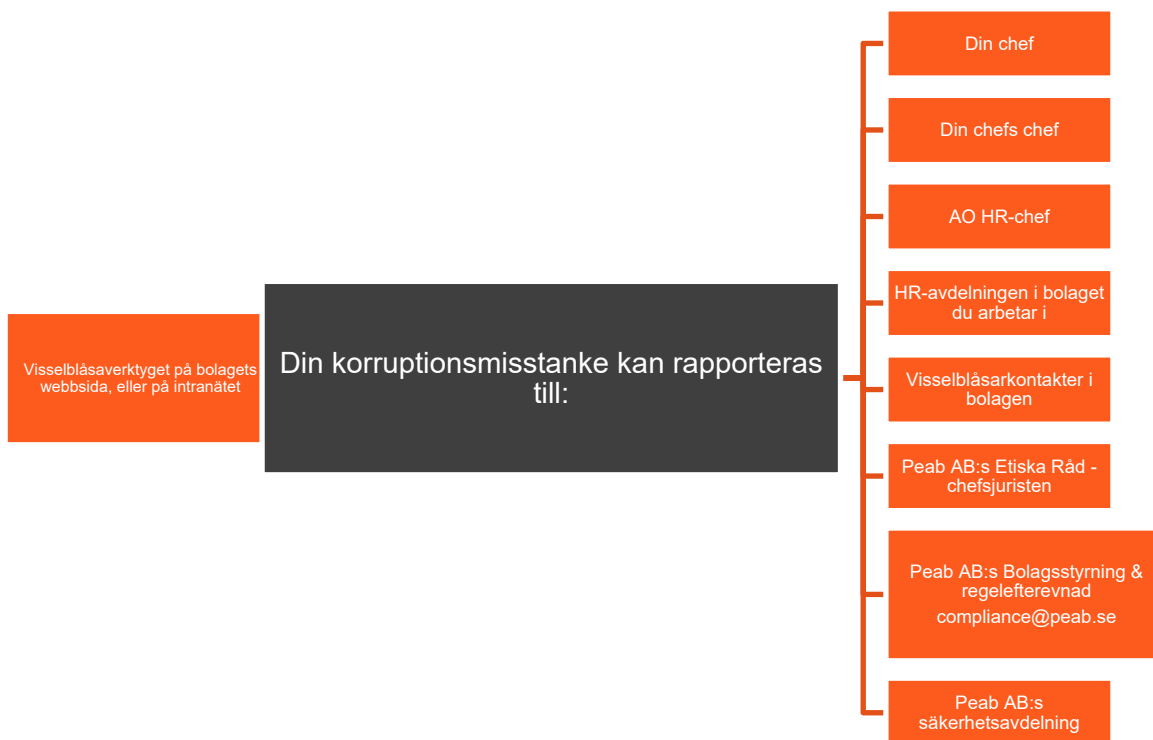 Visselblåsaverktyget på bolagets
webbsida, eller på intranätet
Din korruptionsmisstanke kan rapporteras
till:
Din chef
Din chefs chef
AO HR-chef
HR-avdelningen i bolaget
du arbetar i
Visselblåsarkontakter i
bolagen
Peab AB:s Etiska Råd -
chefsjuristen
Peab AB:s Bolagsstyrning &
regelefterevnad
compliance@peab.se
Peab AB:s
säkerhetsavdelning